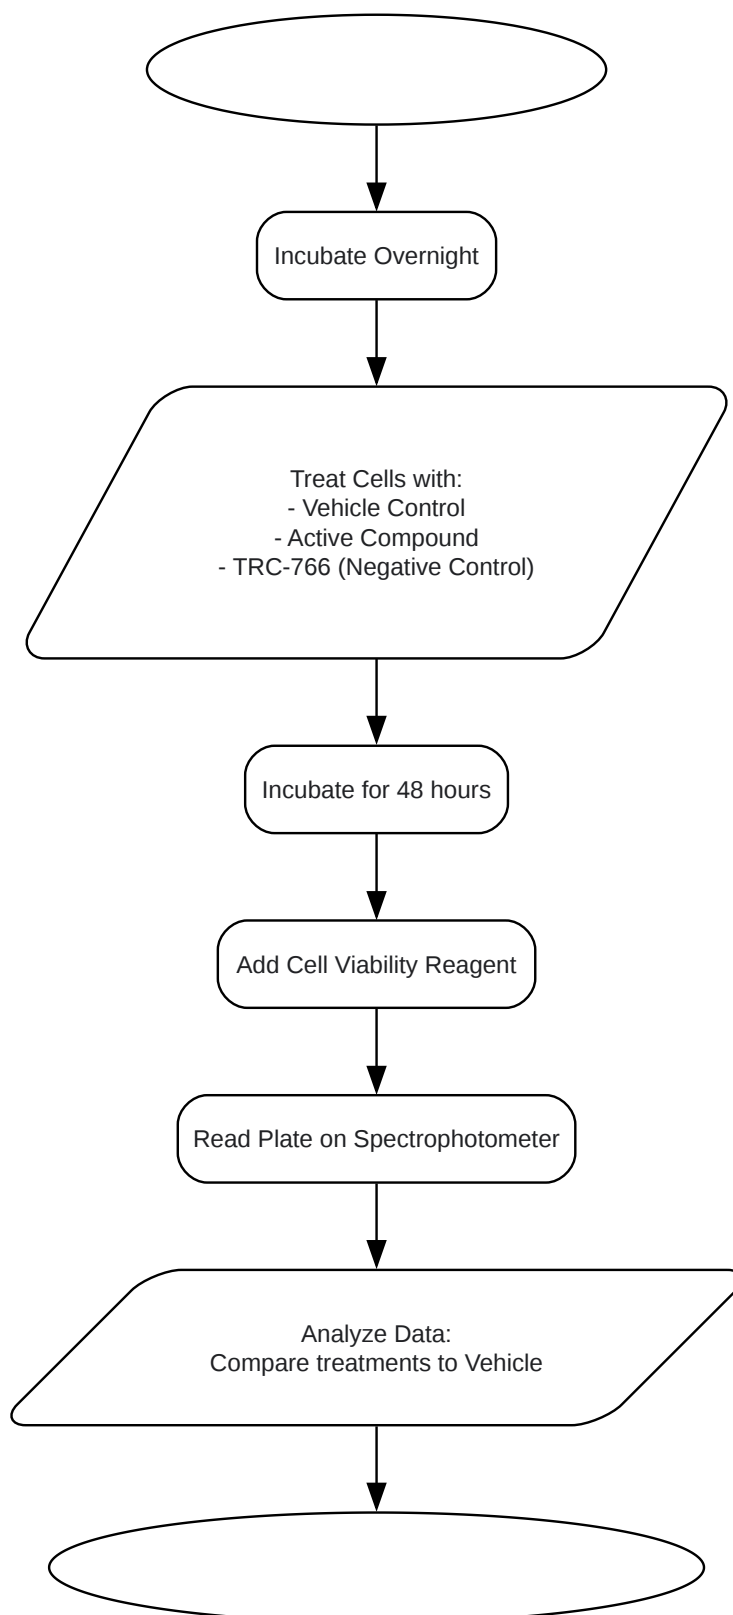 Incubate Overnight
Treat Cells with:
- Vehicle Control
- Active Compound
- TRC-766 (Negative Control)
Incubate for 48 hours
Add Cell Viability Reagent
Read Plate on Spectrophotometer
Analyze Data:
Compare treatments to Vehicle